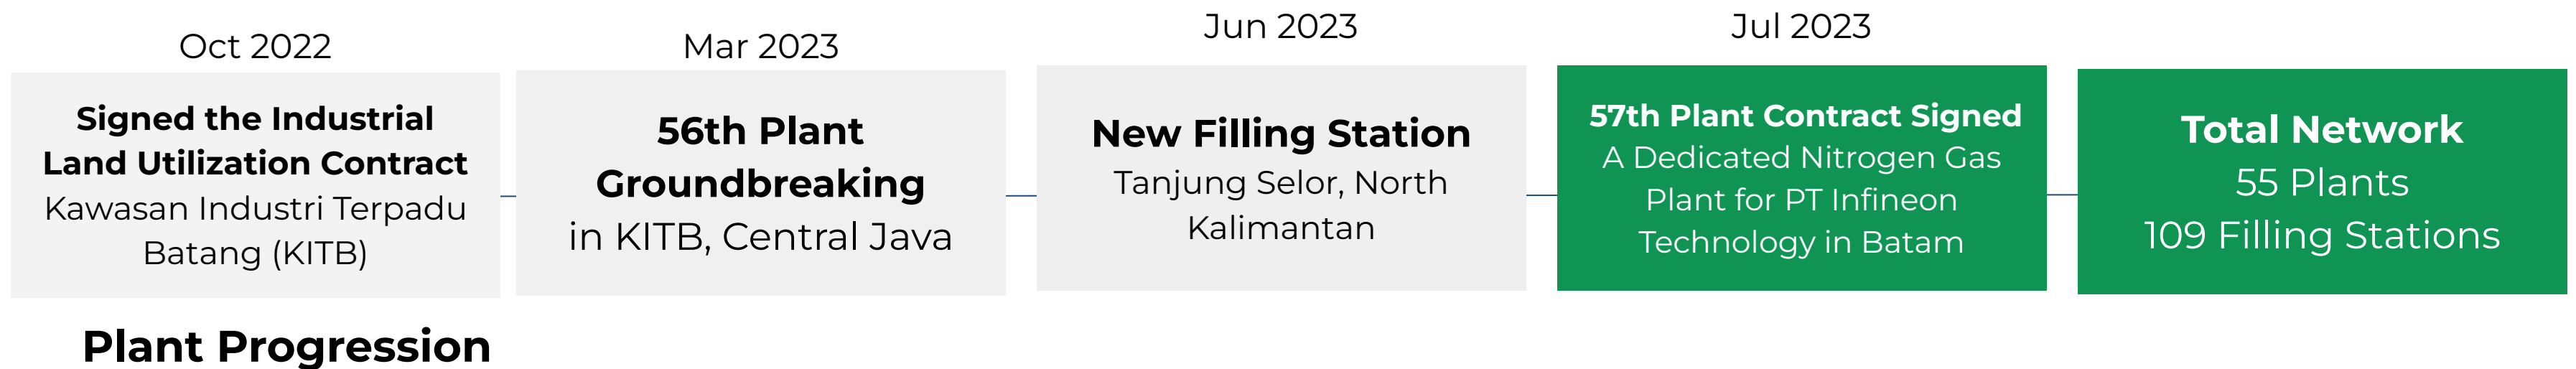 Oct 2022
Signed the Industrial
Land Utilization Contract
Kawasan Industri Terpadu
Batang (KITB)
Mar 2023
56th Plant
Groundbreaking
in KITB, Central Java
Jun 2023
New Filling Station
Tanjung Selor, North
Kalimantan
Jul 2023
57th Plant Contract Signed
A Dedicated Nitrogen Gas
Plant for PT Infineon
Technology in Batam
Total Network
55 Plants
109 Filling Stations
Plant Progression